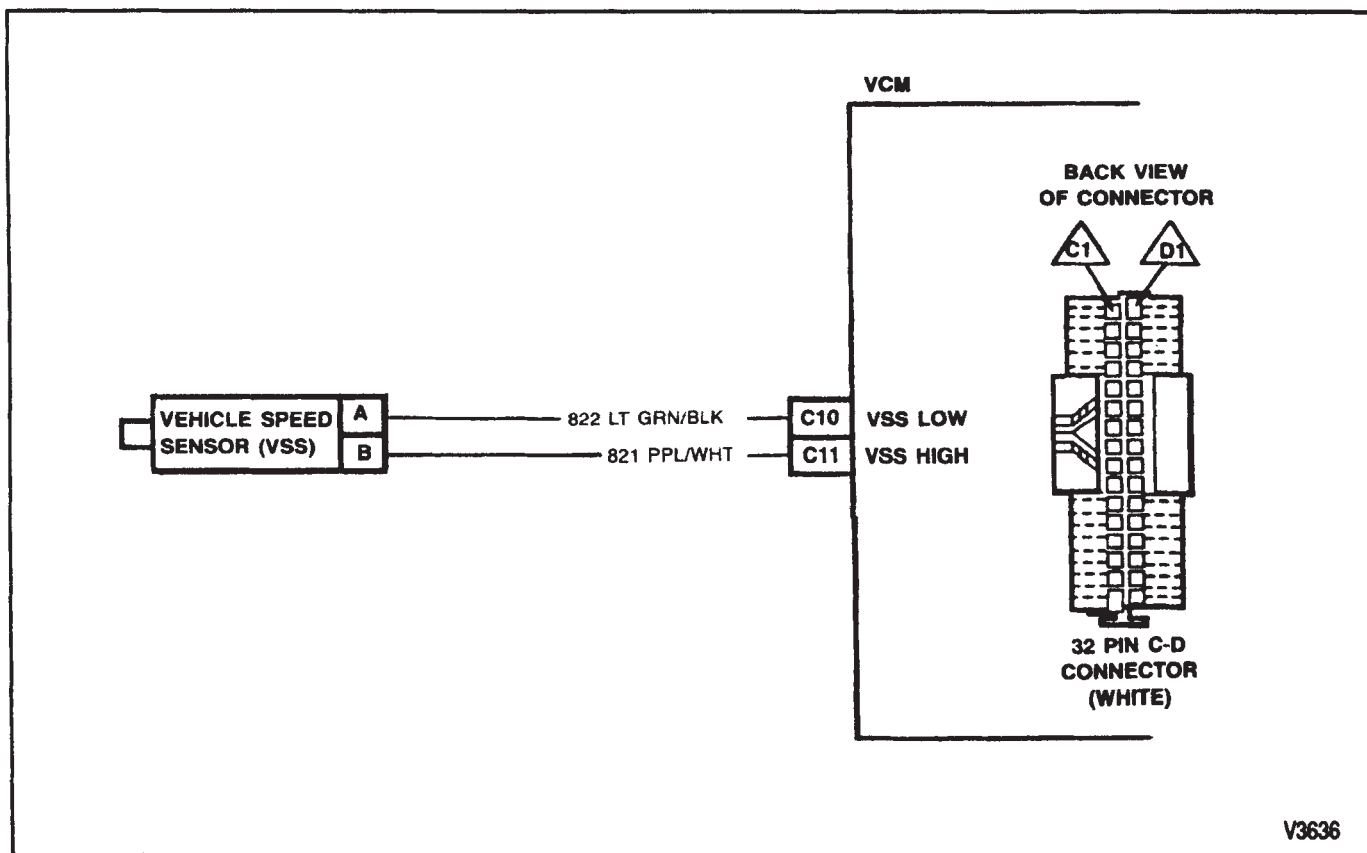 VCM
BACK VIEW
OF CONNECTOR
C1
D1
VEHICLE SPEED
SENSOR (VSS)
A
B
822 LT GRN/BLK
821 PPL/WHT
C10
C11
VSS LOW
VSS HIGH
32 PIN C-D
CONNECTOR
(WHITE)
V3636